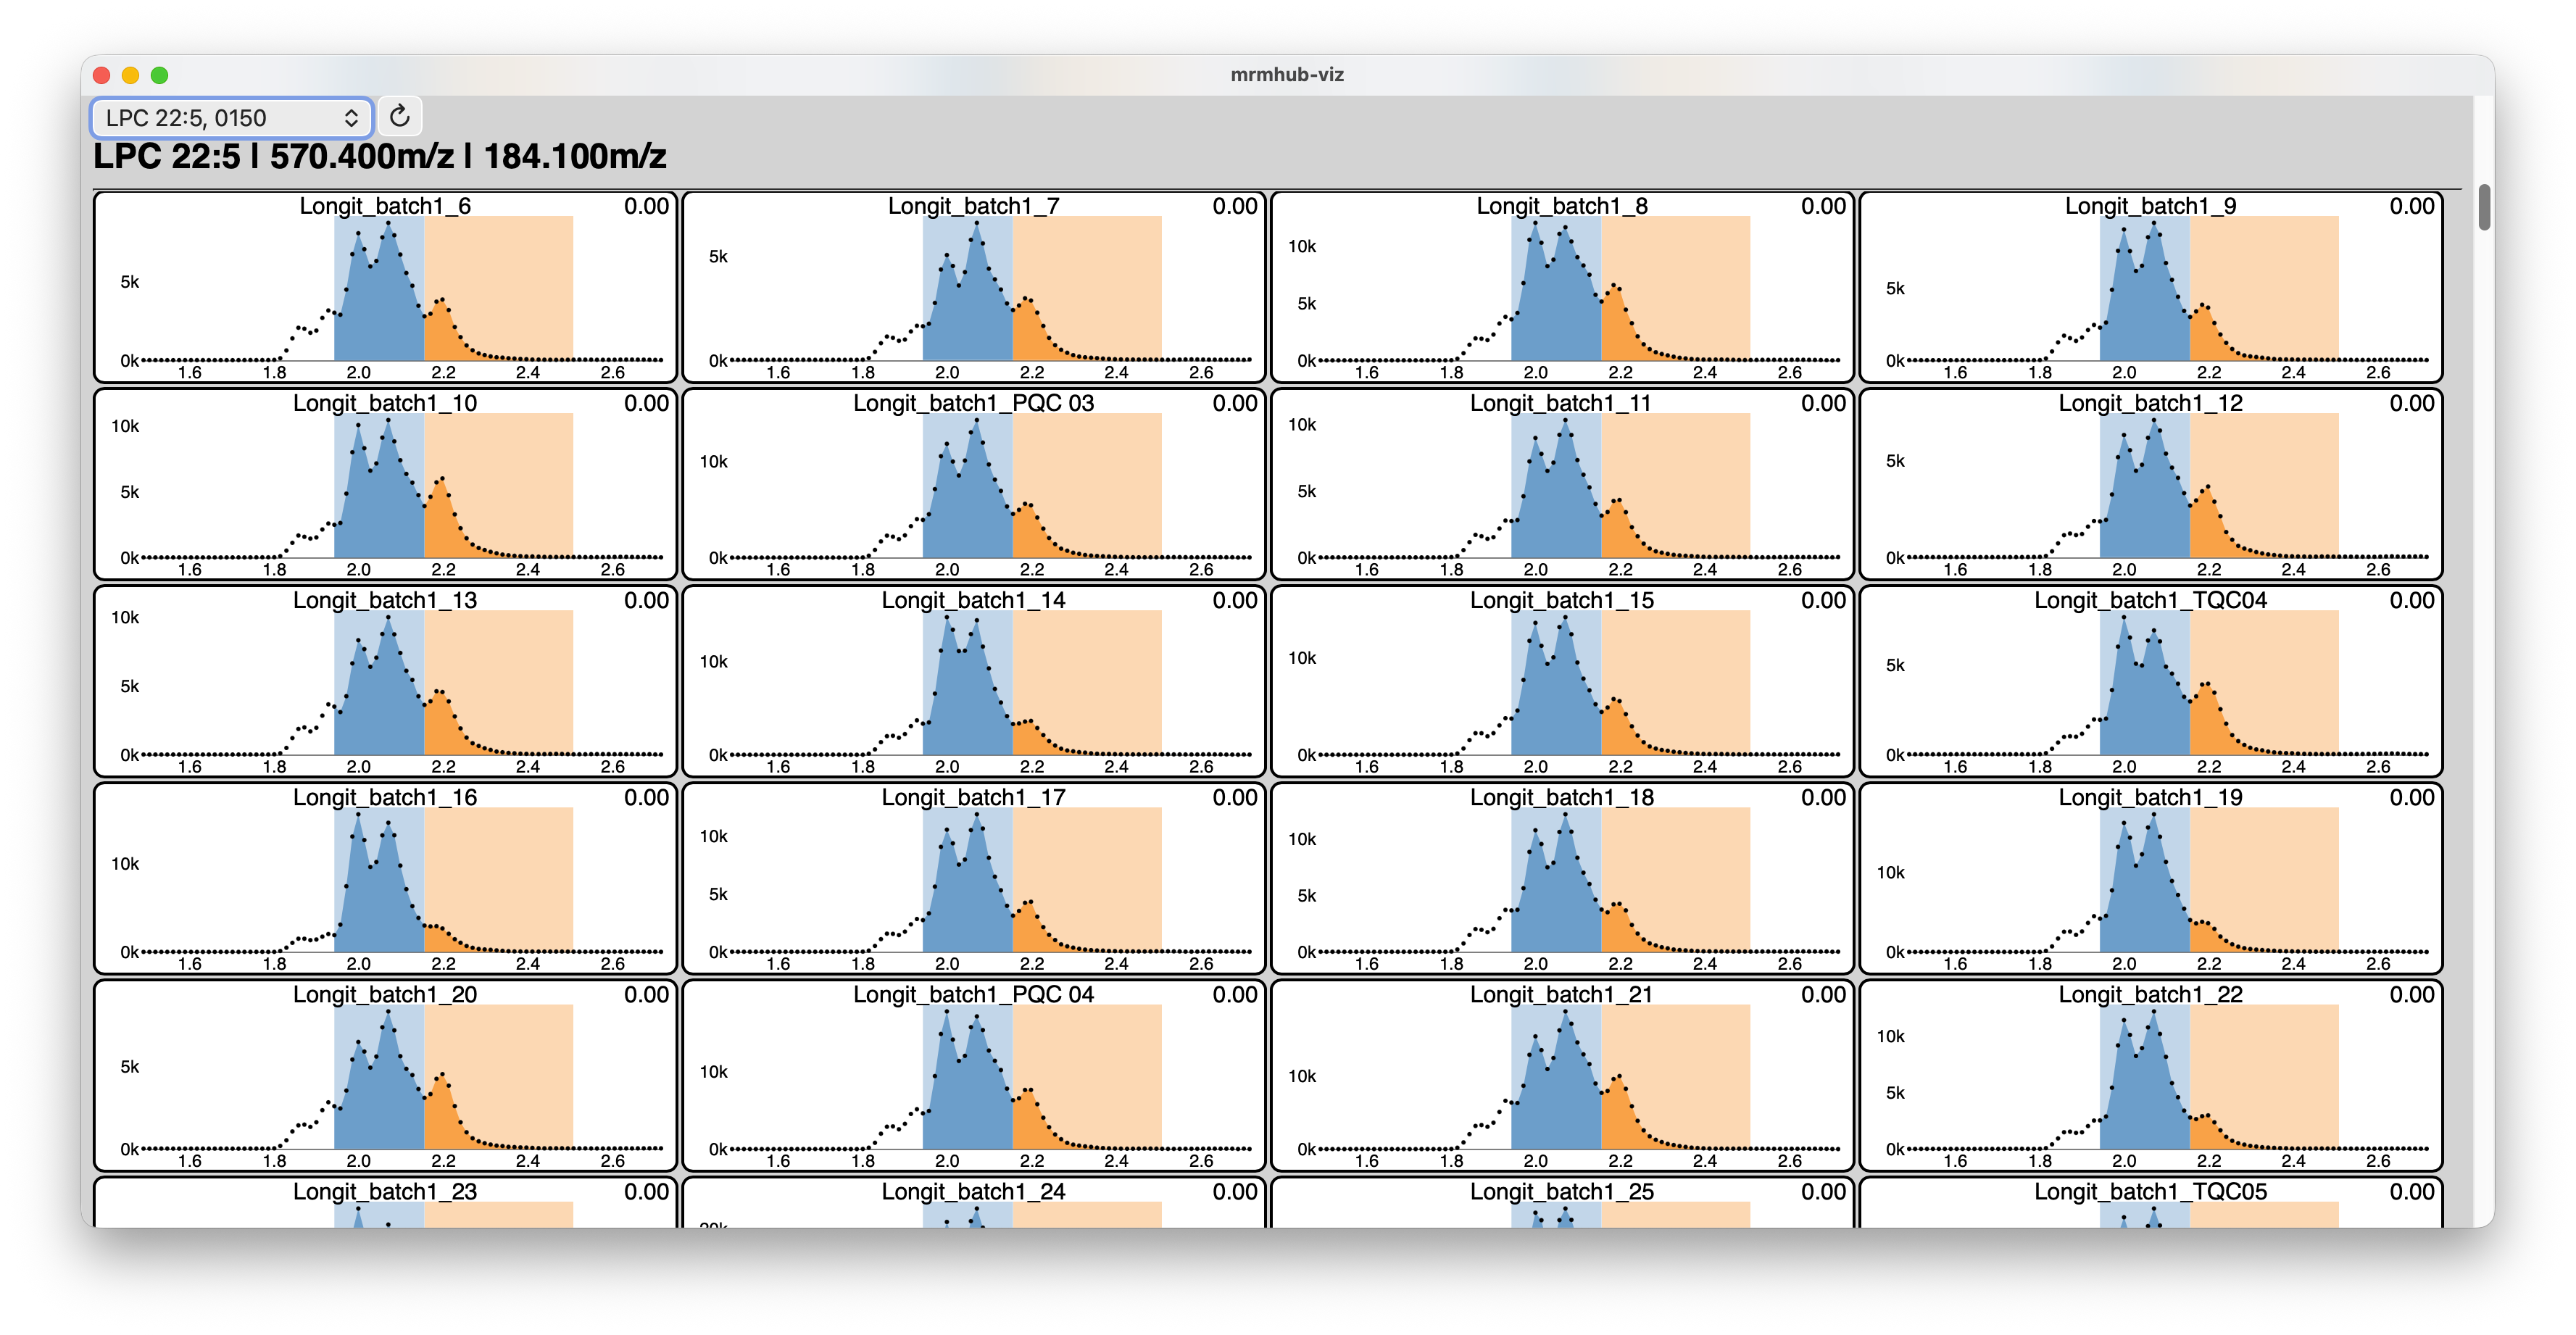 mrmhub-viz
LPC 22:5, 0150
LPC 22:5 | 570.400m/z | 184.100m/z
Longit_batch1_6 0.00
5k
0k
1.6 1.8 2.0 2.2 2.4 2.6
Longit_batch1_7 0.00
5k
0k
1.6 1.8 2.0 2.2 2.4 2.6
Longit_batch1_8 0.00
10k
5k
0k
1.6 1.8 2.0 2.2 2.4 2.6
Longit_batch1_9 0.00
5k
0k
1.6 1.8 2.0 2.2 2.4 2.6
Longit_batch1_10 0.00
10k
5k
0k
1.6 1.8 2.0 2.2 2.4 2.6
Longit_batch1_PQC 03 0.00
10k
0k
1.6 1.8 2.0 2.2 2.4 2.6
Longit_batch1_11 0.00
10k
5k
0k
1.6 1.8 2.0 2.2 2.4 2.6
Longit_batch1_12 0.00
5k
0k
1.6 1.8 2.0 2.2 2.4 2.6
Longit_batch1_13 0.00
10k
5k
0k
1.6 1.8 2.0 2.2 2.4 2.6
Longit_batch1_14 0.00
10k
0k
1.6 1.8 2.0 2.2 2.4 2.6
Longit_batch1_15 0.00
10k
0k
1.6 1.8 2.0 2.2 2.4 2.6
Longit_batch1_TQC04 0.00
5k
0k
1.6 1.8 2.0 2.2 2.4 2.6
Longit_batch1_16 0.00
10k
0k
1.6 1.8 2.0 2.2 2.4 2.6
Longit_batch1_17 0.00
10k
5k
0k
1.6 1.8 2.0 2.2 2.4 2.6
Longit_batch1_18 0.00
10k
5k
0k
1.6 1.8 2.0 2.2 2.4 2.6
Longit_batch1_19 0.00
10k
0k
1.6 1.8 2.0 2.2 2.4 2.6
Longit_batch1_20 0.00
5k
0k
1.6 1.8 2.0 2.2 2.4 2.6
Longit_batch1_PQC 04 0.00
10k
0k
1.6 1.8 2.0 2.2 2.4 2.6
Longit_batch1_21 0.00
10k
0k
1.6 1.8 2.0 2.2 2.4 2.6
Longit_batch1_22 0.00
10k
5k
0k
1.6 1.8 2.0 2.2 2.4 2.6
Longit_batch1_23 0.00
Longit_batch1_24 0.00
Longit_batch1_25 0.00
Longit_batch1_TQC05 0.00